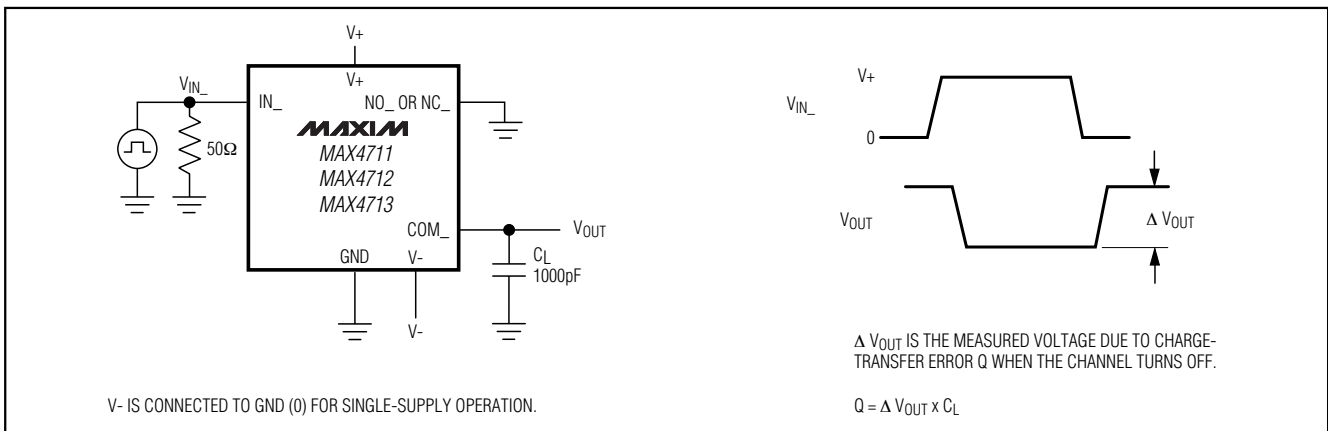 V+
V+
VIN_
IN_
NO_ OR NC_
50Ω
MAXIM
MAX4711
MAX4712
MAX4713
COM_
VOUT
GND
V-
CL
1000pF
V-
V- IS CONNECTED TO GND (0) FOR SINGLE-SUPPLY OPERATION.
V+
VIN_
0
VOUT
Δ VOUT
Δ VOUT IS THE MEASURED VOLTAGE DUE TO CHARGE-
TRANSFER ERROR Q WHEN THE CHANNEL TURNS OFF.
Q = Δ VOUT x CL